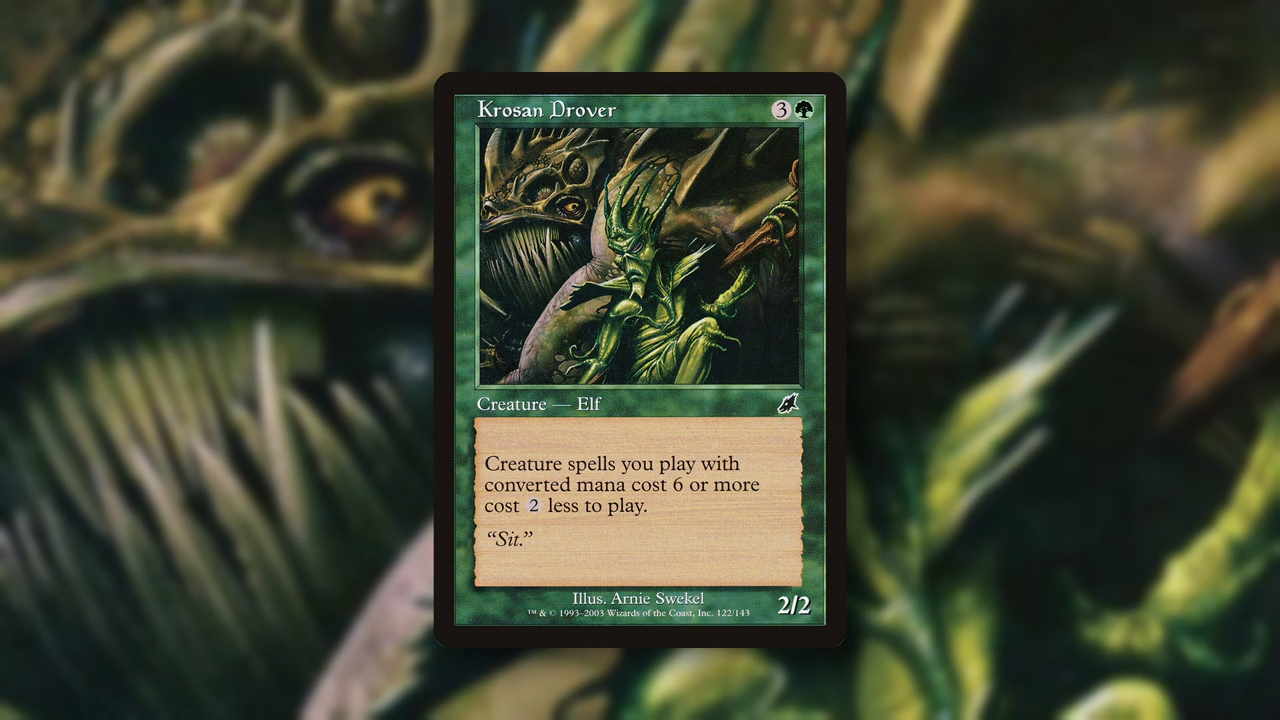 Krosan Drover 3
Creature — Elf
Creature spells you play with
converted mana cost 6 or more
cost 2 less to play.
“Sit.”
Illus. Arnie Swekel
™ & © 1993–2003 Wizards of the Coast, Inc. 122/143
2/2